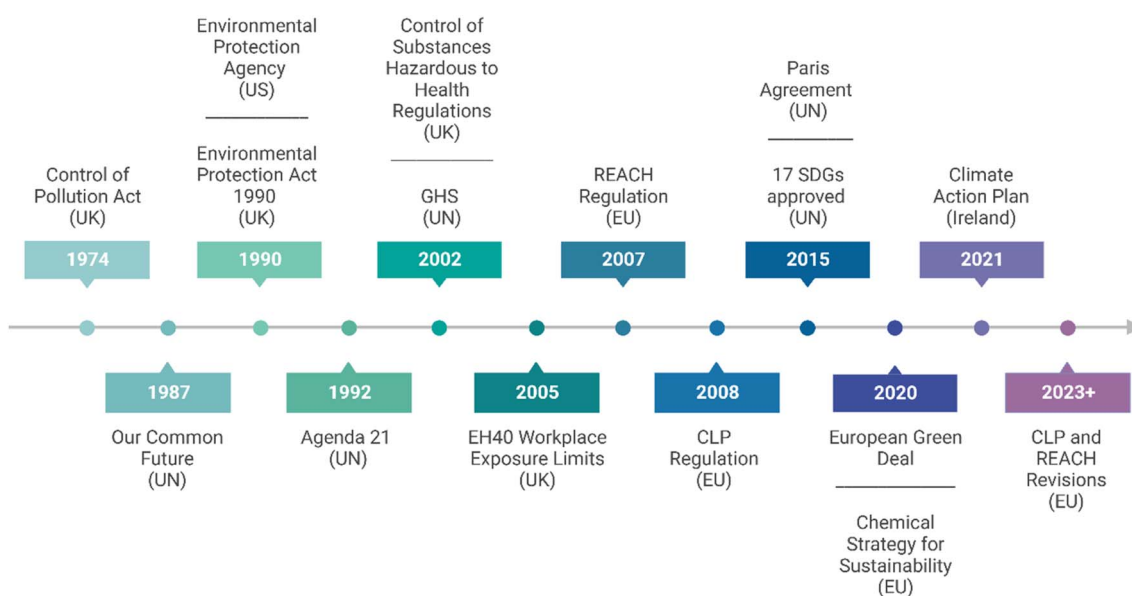 Control of
Pollution Act
(UK)
1974
Environmental
Protection
Agency
(US)
Environmental
Protection Act
1990
(UK)
1990
Control of
Substances
Hazardous to
Health
Regulations
(UK)
GHS
(UN)
2002
REACH
Regulation
(EU)
2007
Paris
Agreement
(UN)
17 SDGs
approved
(UN)
2015
Climate
Action Plan
(Ireland)
2021
1987
Our Common
Future
(UN)
1992
Agenda 21
(UN)
2005
EH40 Workplace
Exposure Limits
(UK)
2008
CLP
Regulation
(EU)
2020
European Green
Deal
Chemical
Strategy for
Sustainability
(EU)
2023+
CLP and
REACH
Revisions
(EU)